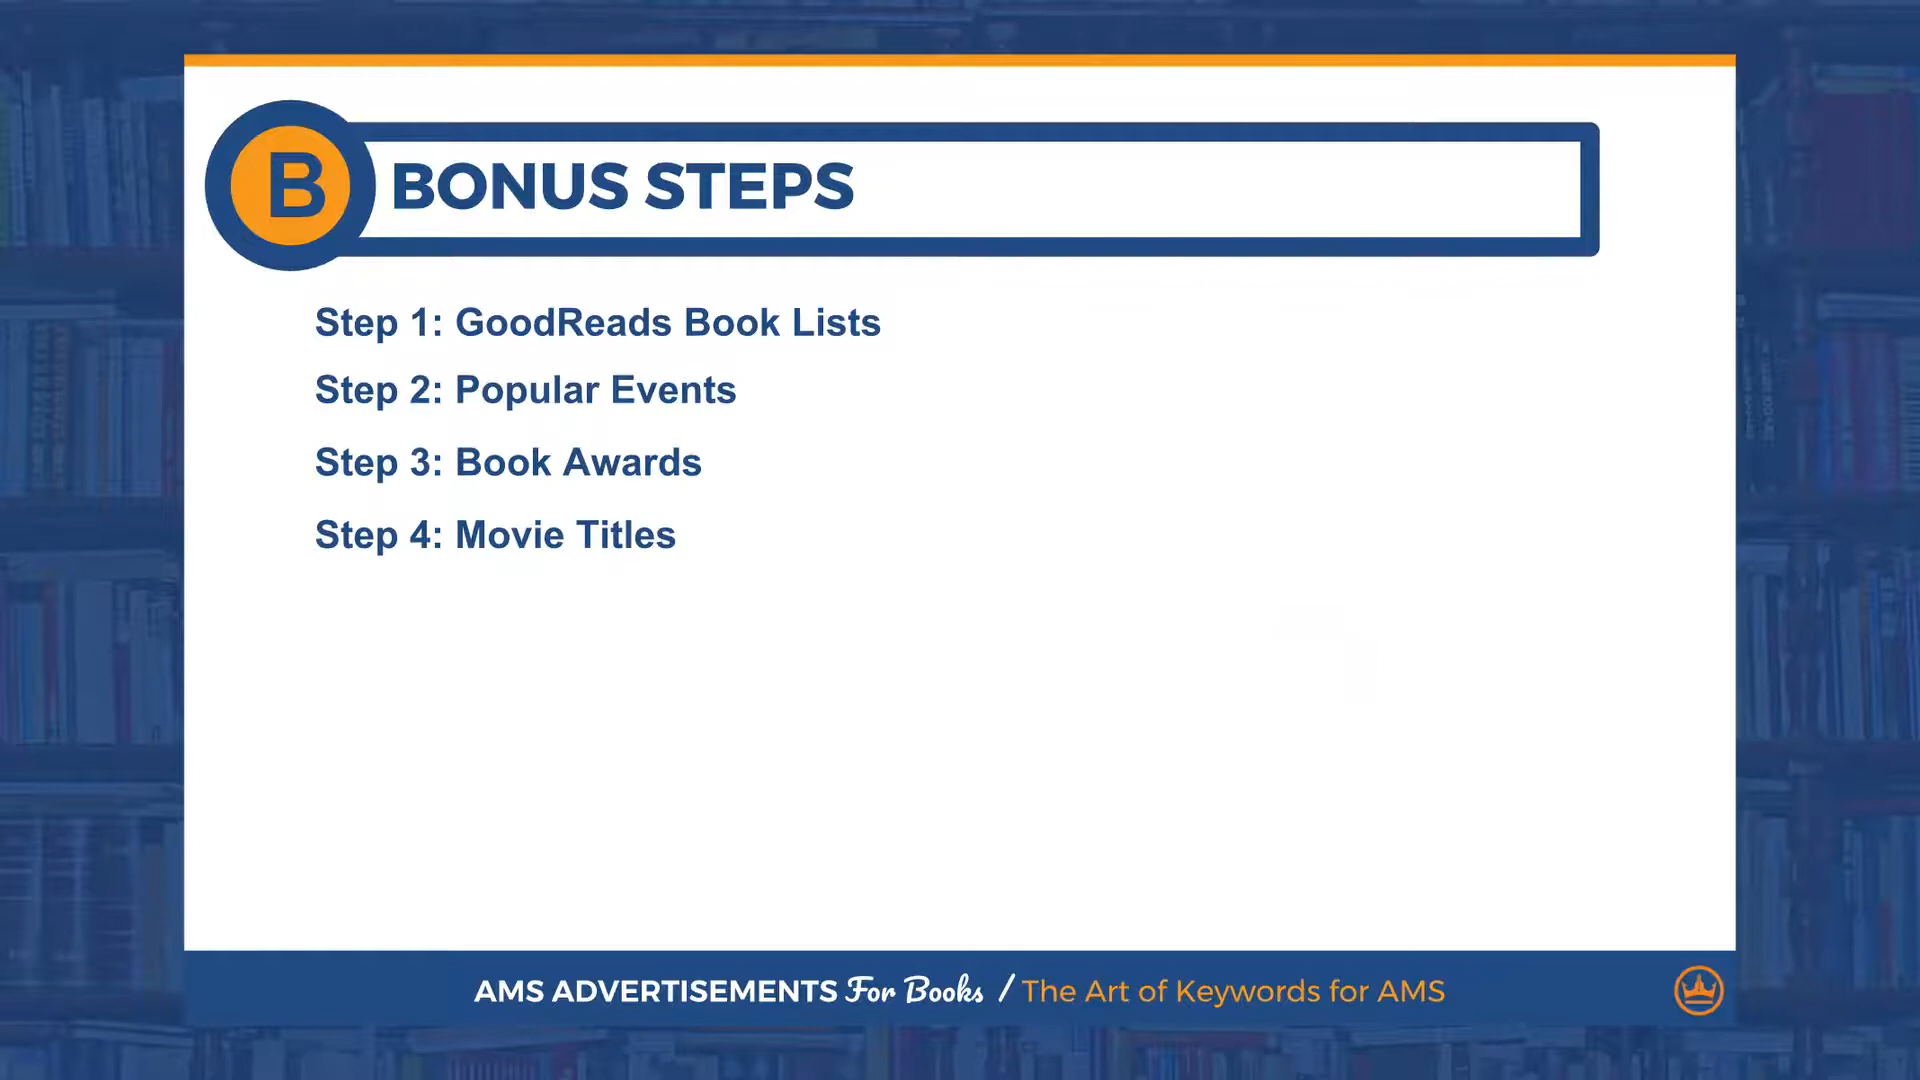 B BONUS STEPS
Step 1: GoodReads Book Lists
Step 2: Popular Events
Step 3: Book Awards
Step 4: Movie Titles
AMS ADVERTISEMENTS For Books / The Art of Keywords for AMS